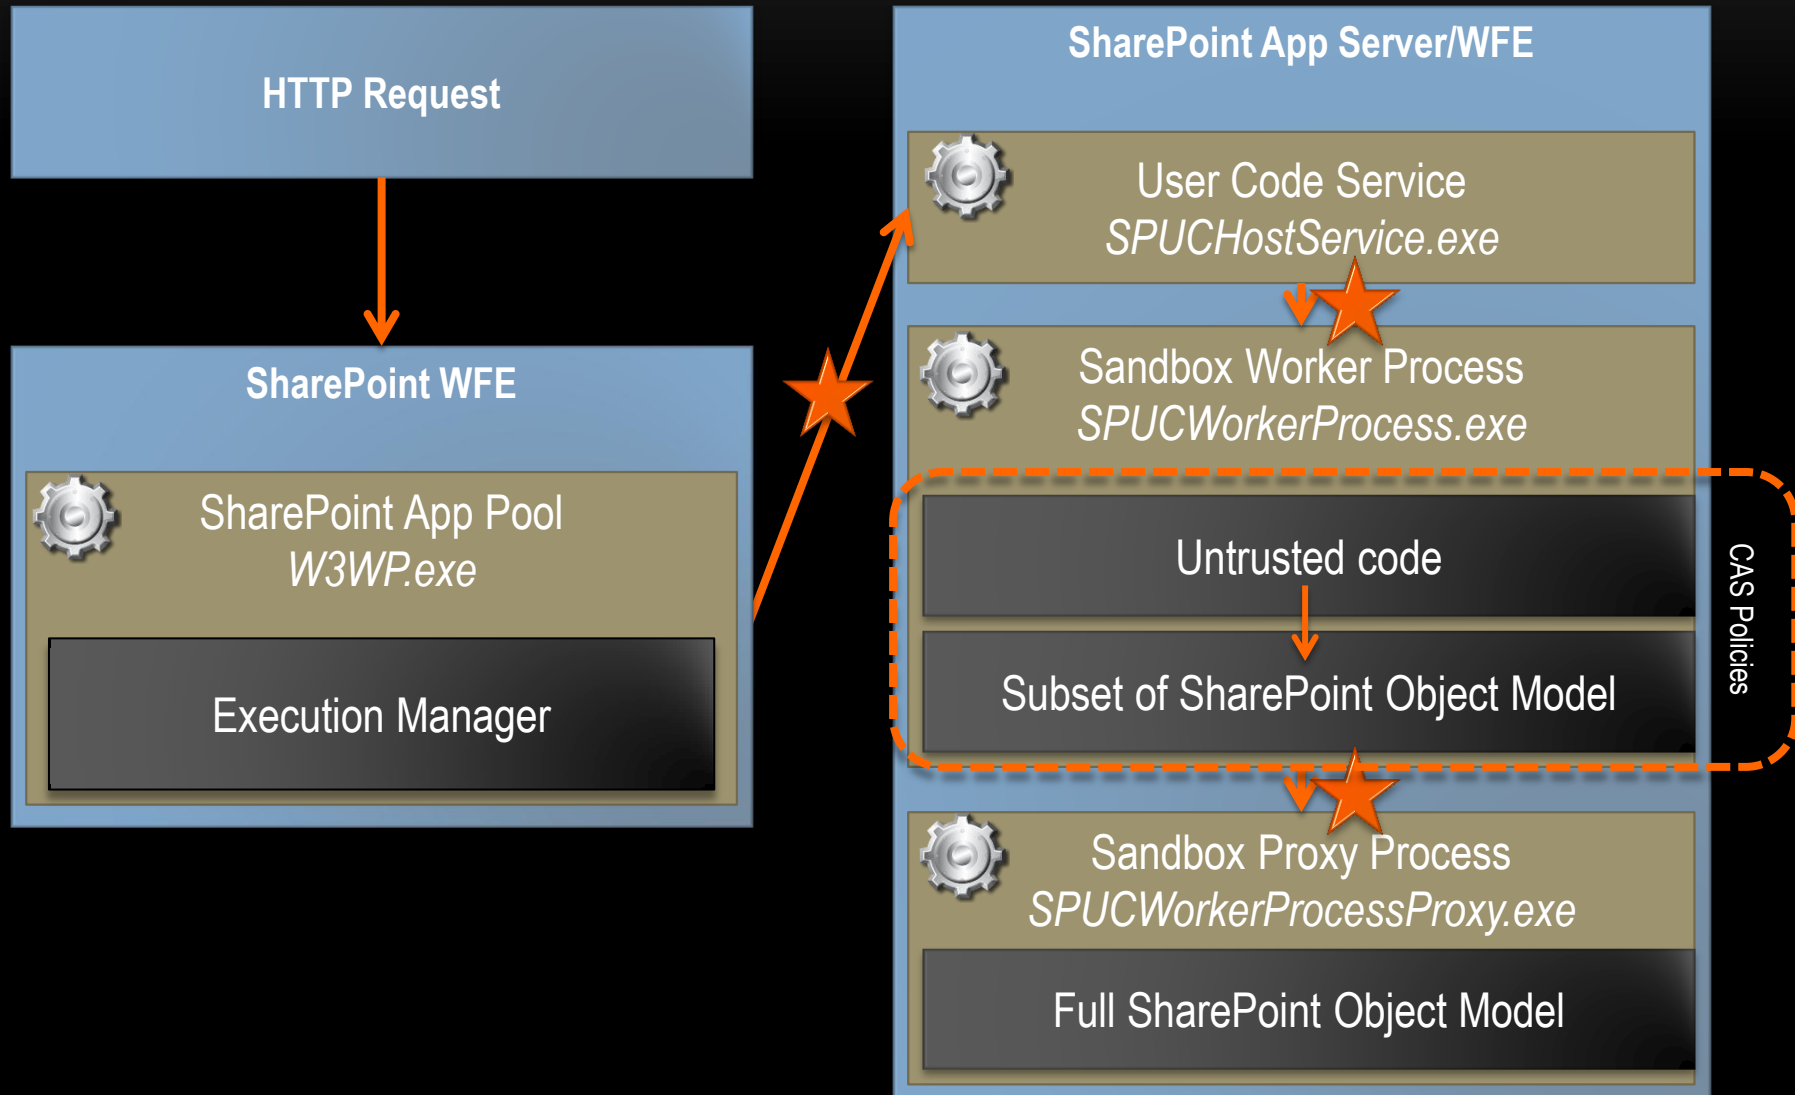 HTTP Request
SharePoint WFE
SharePoint App Pool
W3WP.exe
Execution Manager
SharePoint App Server/WFE
User Code Service
SPUCHostService.exe
Sandbox Worker Process
SPUCWorkerProcess.exe
Untrusted code
Subset of SharePoint Object Model
CAS Policies
Sandbox Proxy Process
SPUCWorkerProcessProxy.exe
Full SharePoint Object Model